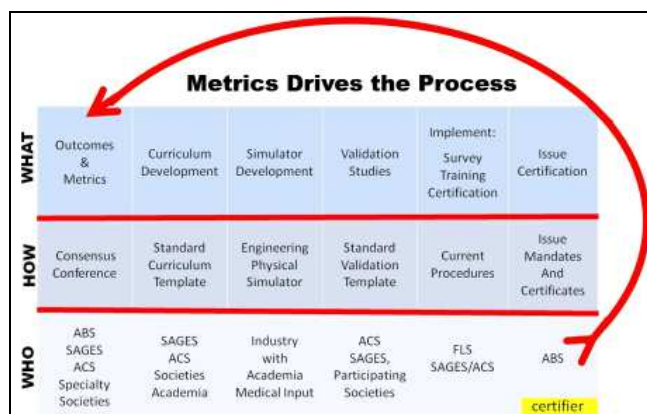 Metrics Drives the Process
WHAT
Outcomes
&
Metrics
Curriculum
Development
Simulator
Development
Validation
Studies
Implement:
Survey
Training
Certification
Issue
Certification
HOW
Consensus
Conference
Standard
Curriculum
Template
Engineering
Physical
Simulator
Standard
Validation
Template
Current
Procedures
Issue
Mandates
And
Certificates
WHO
ABS
SAGES
ACS
Specialty
Societies
SAGES
ACS
Societies
Academia
Industry
with
Academia
Medical Input
ACS
SAGES,
Participating
Societies
FLS
SAGES/ACS
ABS
certifier